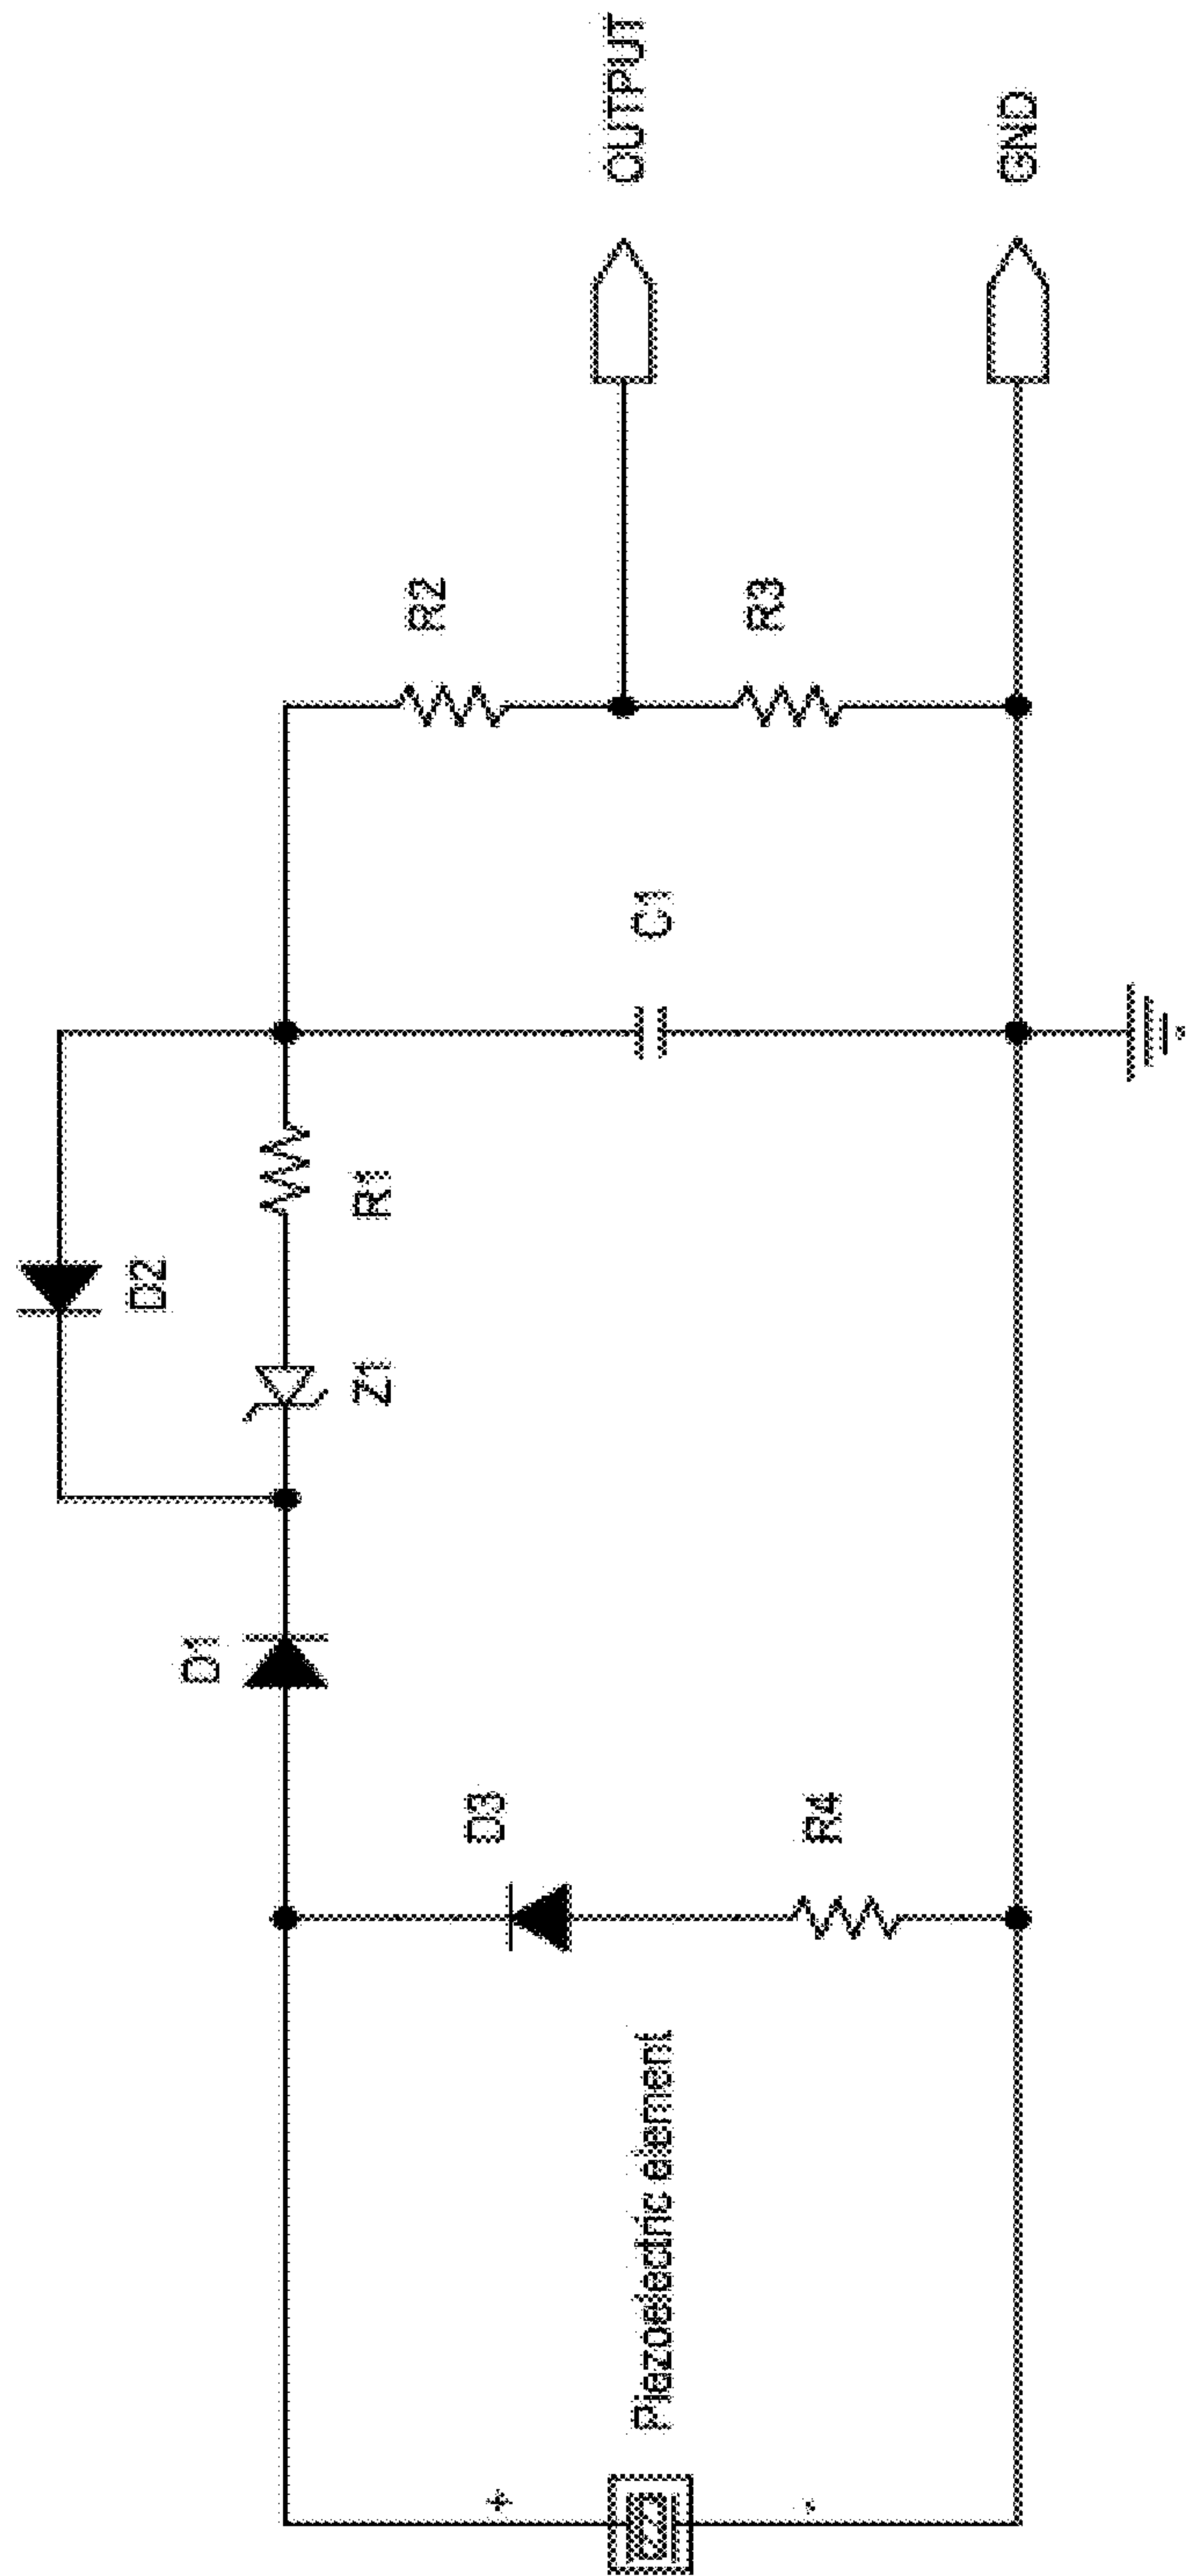 D2
D1
Z1
R1
R2
OUTPUT
D3
C1
R3
R4
+
Piezoelectric element
-
GND